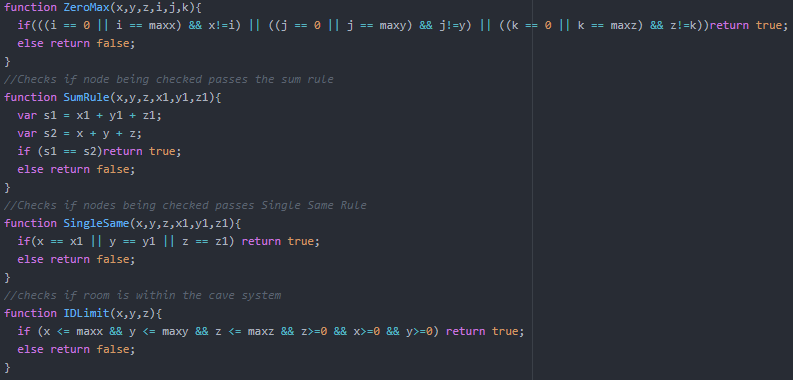 function ZeroMax(x,y,z,i,j,k){
  if(((i == 0 || i == maxx) && x!=i) || ((j == 0 || j == maxy) && j!=y) || ((k == 0 || k == maxz) && z!=k))return true;
  else return false;
}
//Checks if node being checked passes the sum rule
function SumRule(x,y,z,x1,y1,z1){
  var s1 = x1 + y1 + z1;
  var s2 = x + y + z;
  if (s1 == s2)return true;
  else return false;
}
//Checks if nodes being checked passes Single Same Rule
function SingleSame(x,y,z,x1,y1,z1){
  if(x == x1 || y == y1 || z == z1) return true;
  else return false;
}
//checks if room is within the cave system
function IDLimit(x,y,z){
  if (x <= maxx && y <= maxy && z <= maxz && z>=0 && x>=0 && y>=0) return true;
  else return false;
}